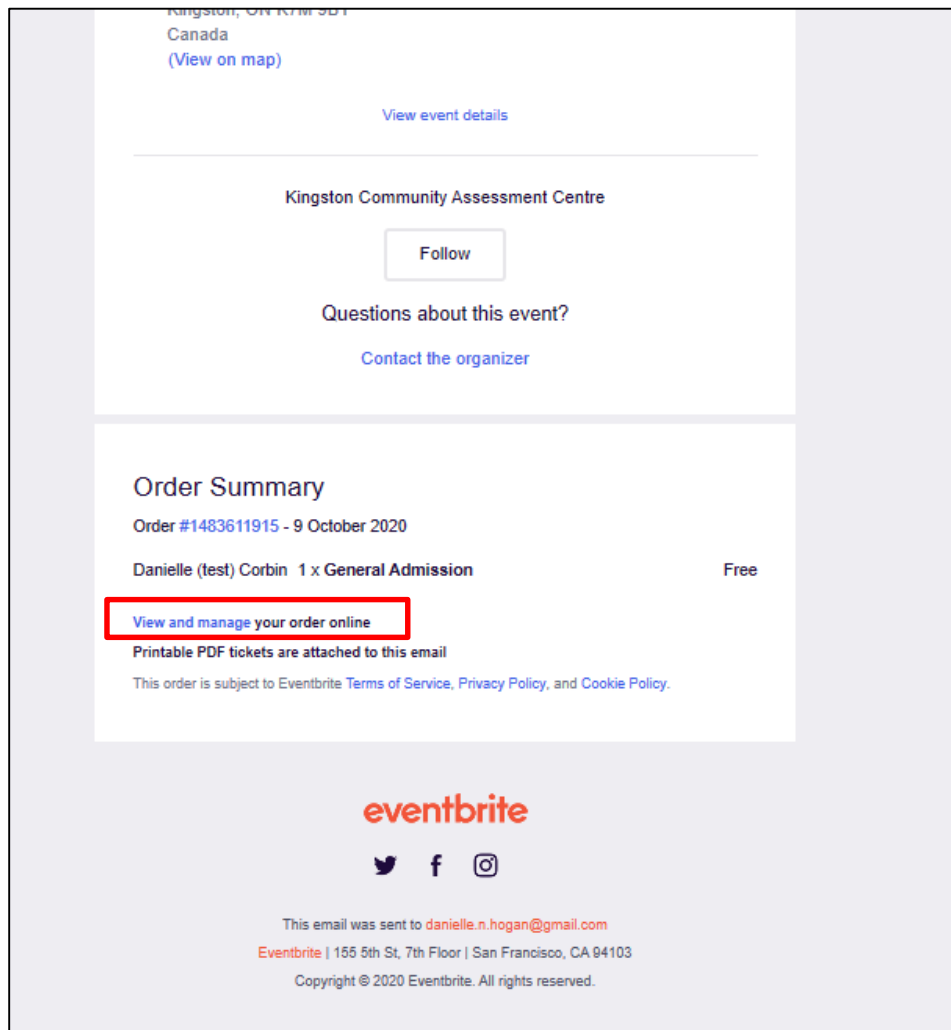 Kingston, ON K7M 9B1
Canada
(View on map)
View event details
Kingston Community Assessment Centre
Follow
Questions about this event?
Contact the organizer
Order Summary
Order #1483611915 - 9 October 2020
Danielle (test) Corbin 1 x General Admission Free
View and manage your order online
Printable PDF tickets are attached to this email
This order is subject to Eventbrite Terms of Service, Privacy Policy, and Cookie Policy.
eventbrite
This email was sent to danielle.n.hogan@gmail.com
Eventbrite | 155 5th St, 7th Floor | San Francisco, CA 94103
Copyright © 2020 Eventbrite. All rights reserved.